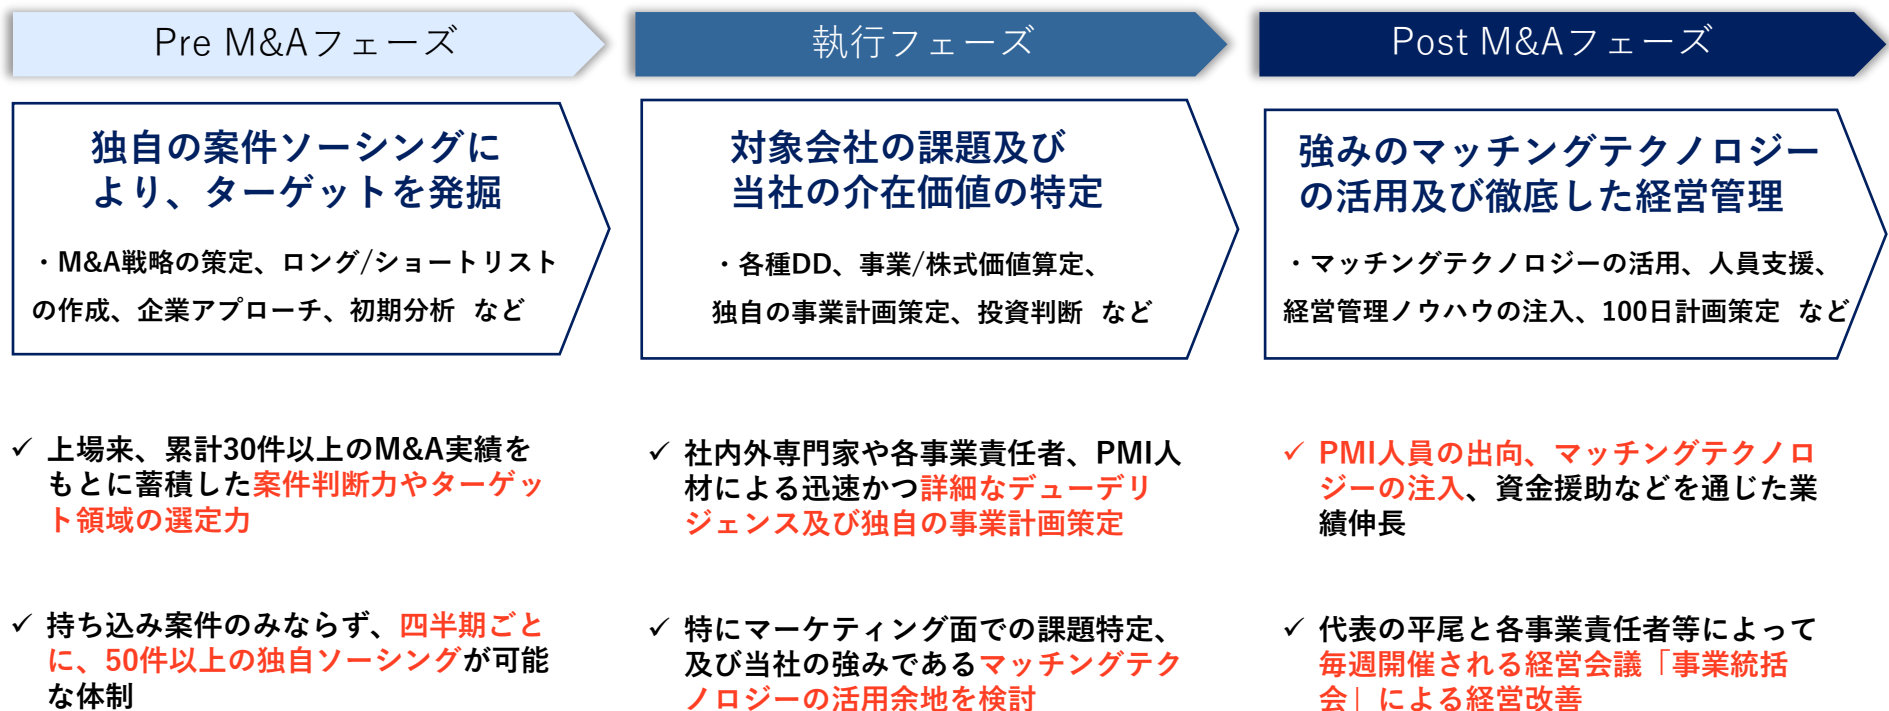 Pre M&Aフェーズ
執行フェーズ
Post M&Aフェーズ
独自の案件ソーシングに
より、ターゲットを発掘
・M&A戦略の策定、ロング/ショートリスト
の作成、企業アプローチ、初期分析 など
対象会社の課題及び
当社の介在価値の特定
・各種DD、事業/株式価値算定、
独自の事業計画策定、投資判断 など
強みのマッチングテクノロジー
の活用及び徹底した経営管理
・マッチングテクノロジーの活用、人員支援、
経営管理ノウハウの注入、100日計画策定 など
✓ 上場来、累計30件以上のM&A実績を
もとに蓄積した案件判断力やターゲッ
ト領域の選定力
✓ 持ち込み案件のみならず、四半期ごと
に、50件以上の独自ソーシングが可能
な体制
✓ 社内外専門家や各事業責任者、PMI人
材による迅速かつ詳細なデューデリ
ジェンス及び独自の事業計画策定
✓ 特にマーケティング面での課題特定、
及び当社の強みであるマッチングテク
ノロジーの活用余地を検討
✓ PMI人員の出向、マッチングテクノロ
ジーの注入、資金援助などを通じた業
績伸長
✓ 代表の平尾と各事業責任者等によって
毎週開催される経営会議「事業統括
会」による経営改善